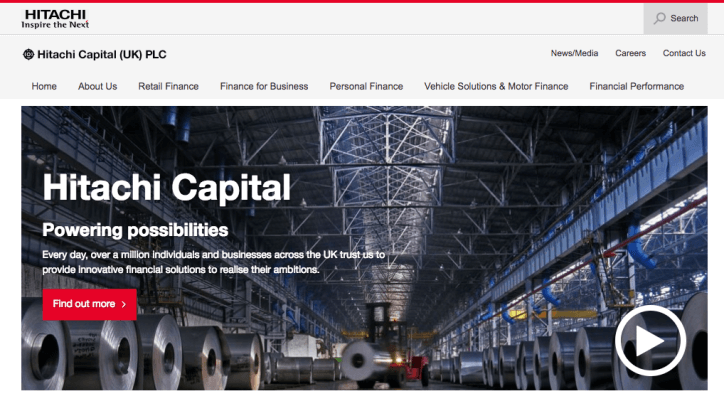 HITACHI
Inspire the Next
Search
Hitachi Capital (UK) PLC
News/Media Careers Contact Us
Home About Us Retail Finance Finance for Business Personal Finance Vehicle Solutions & Motor Finance Financial Performance
Hitachi Capital
Powering possibilities
Every day, over a million individuals and businesses across the UK trust us to
provide innovative financial solutions to realise their ambitions.
Find out more >